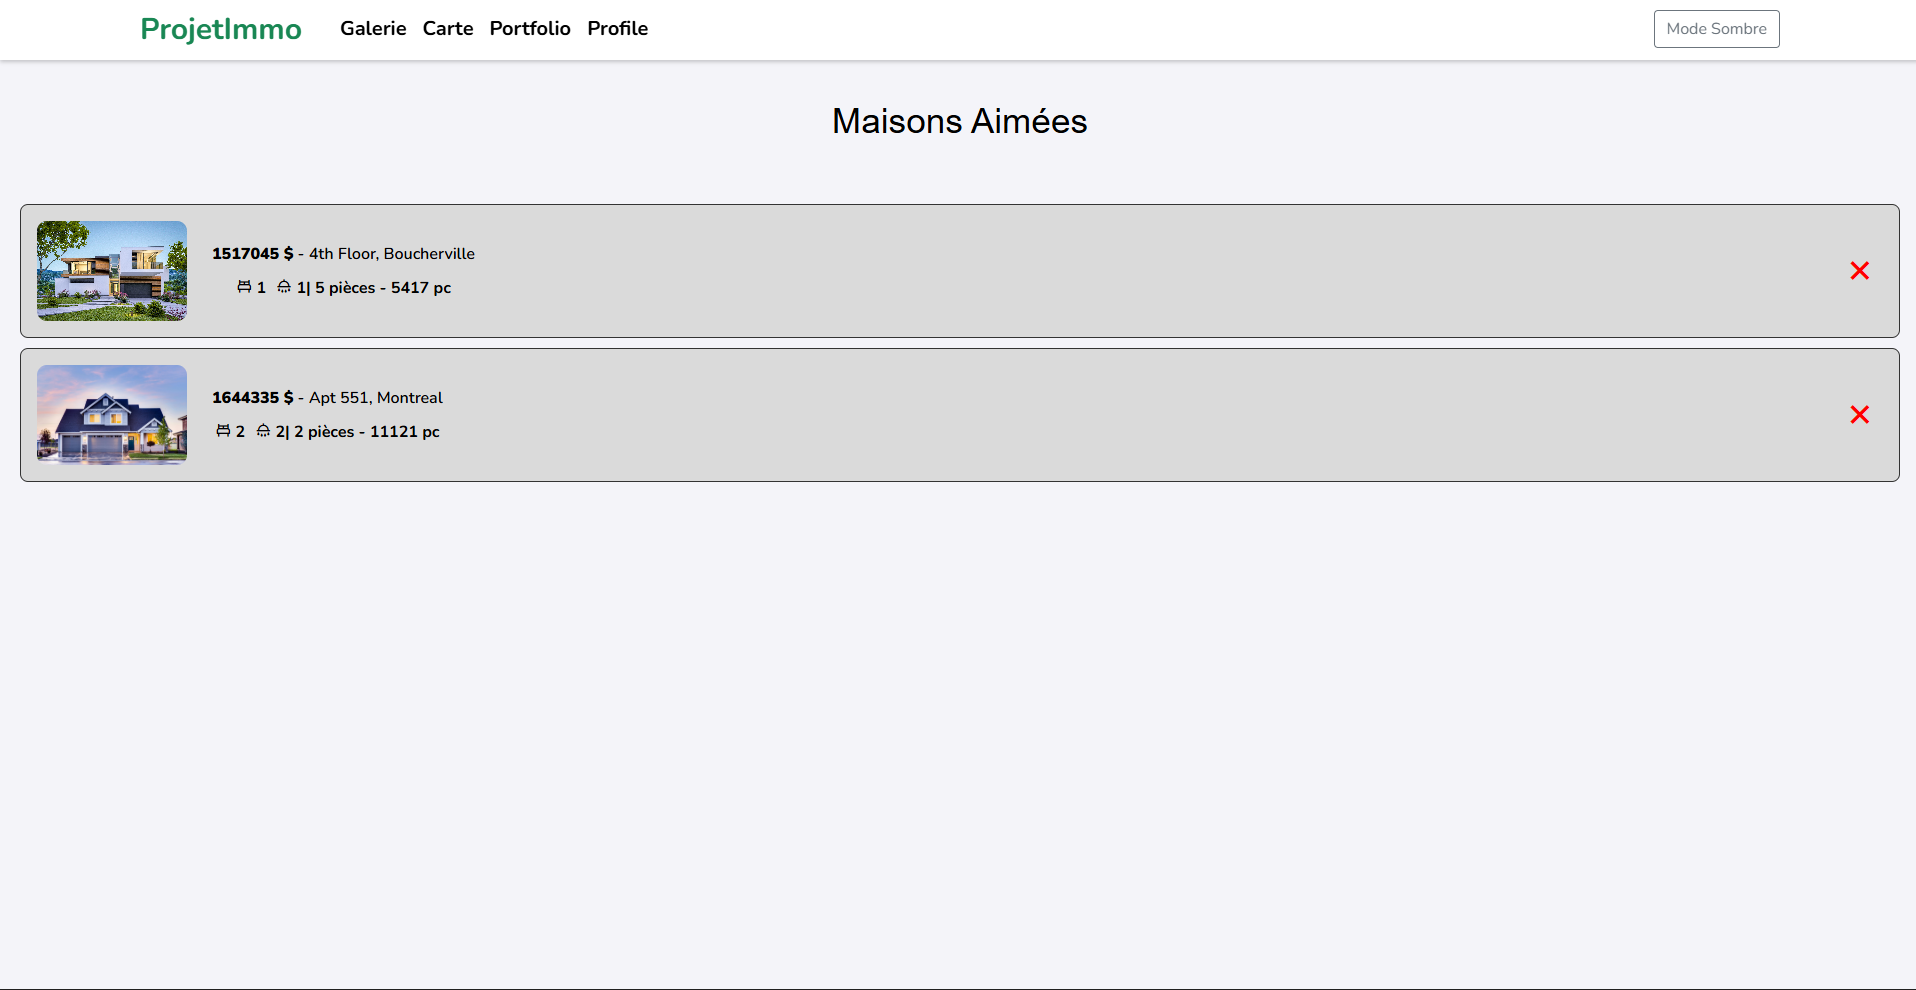 ProjetImmo Galerie Carte Portfolio Profile Mode Sombre
Maisons Aimées
1517045 $ - 4th Floor, Boucherville
1 1| 5 pièces - 5417 pc
1644335 $ - Apt 551, Montreal
2 2| 2 pièces - 11121 pc